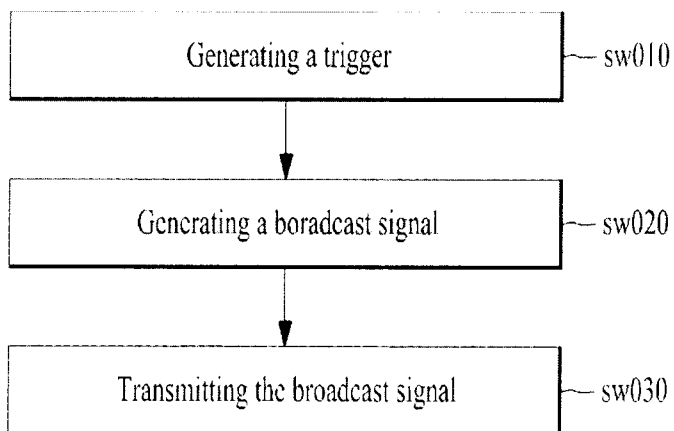 Generating a trigger
sw010
Generating a boradcast signal
sw020
Transmitting the broadcast signal
sw030